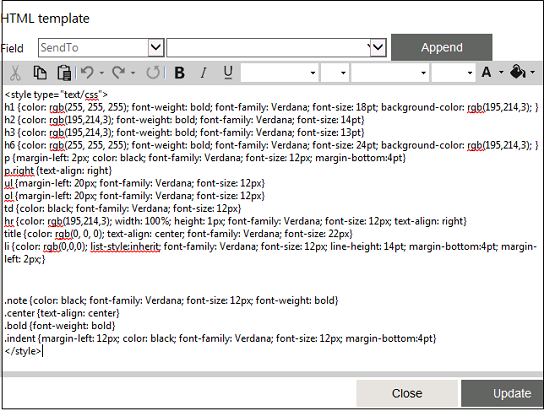 HTML template
Field SendTo Append
B I U A
<style type="text/css">
h1 {color: rgb(255, 255, 255); font-weight: bold; font-family: Verdana; font-size: 18pt; background-color: rgb(195,214,3); }
h2 {color: rgb(195,214,3); font-weight: bold; font-family: Verdana; font-size: 14pt}
h3 {color: rgb(195,214,3); font-weight: bold; font-family: Verdana; font-size: 13pt}
h6 {color: rgb(255, 255, 255); font-weight: bold; font-family: Verdana; font-size: 24pt; background-color: rgb(195,214,3); }
p {margin-left: 2px; color: black; font-family: Verdana; font-size: 12px; margin-bottom:4pt}
p.right {text-align: right}
ul {margin-left: 20px; font-family: Verdana; font-size: 12px}
ol {margin-left: 20px; font-family: Verdana; font-size: 12px}
td {color: black; font-family: Verdana; font-size: 12px}
hr {color: rgb(195,214,3); width: 100%; height: 1px; font-family: Verdana; font-size: 12px; text-align: right}
title {color: rgb(0, 0, 0); text-align: center; font-family: Verdana; font-size: 22px}
li {color: rgb(0,0,0); list-style:inherit; font-family: Verdana; font-size: 12px; line-height: 14pt; margin-bottom:4pt; margin-
left: 2px;}
.note {color: black; font-family: Verdana; font-size: 12px; font-weight: bold}
.center {text-align: center}
.bold {font-weight: bold}
.indent {margin-left: 12px; color: black; font-family: Verdana; font-size: 12px; margin-bottom:4pt}
</style>
Close Update